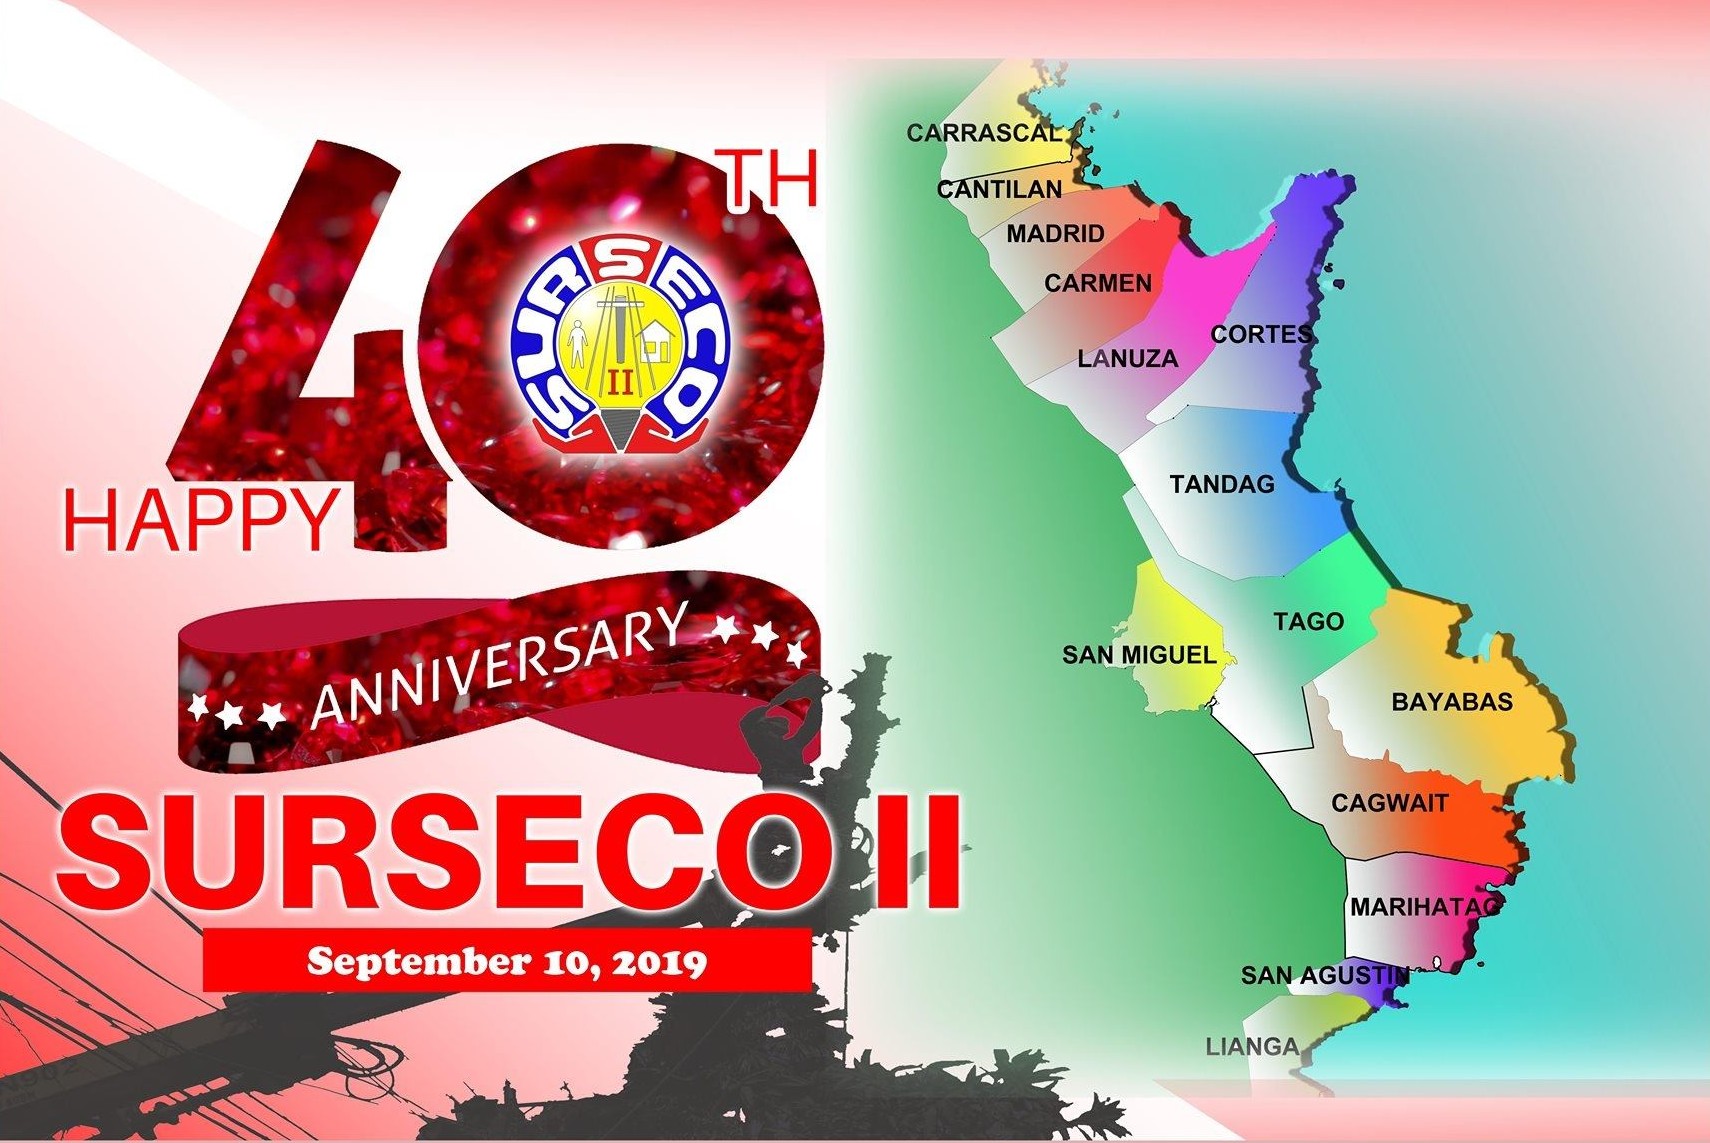 40TH
HAPPY
SURSECO
II
ANNIVERSARY
SURSECO II
September 10, 2019
CARRASCAL
CANTILAN
MADRID
CARMEN
LANUZA
CORTES
TANDAG
TAGO
SAN MIGUEL
BAYABAS
CAGWAIT
MARIHATAG
SAN AGUSTIN
LIANGA